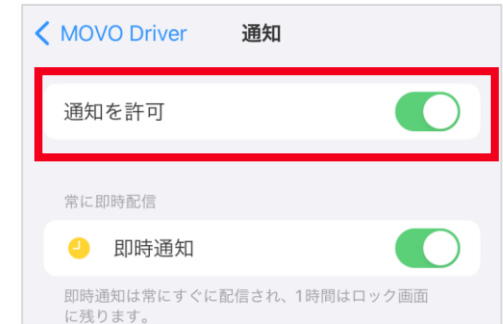 MOVO Driver 通知
通知を許可
常に即時配信
即時通知
即時通知は常にすぐに配信され、1時間はロック画面
に残ります。